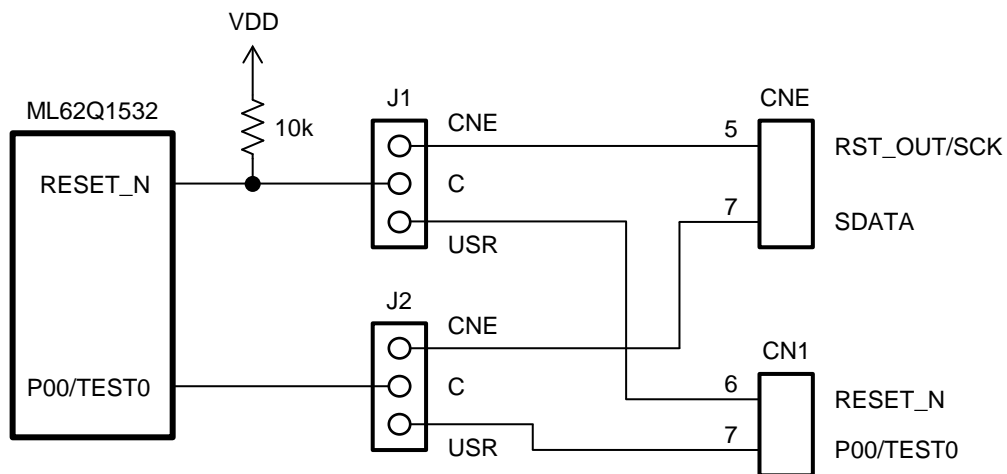 VDD
ML62Q1532
10k
RESET_N
P00/TEST0
J1
CNE
C
USR
J2
CNE
C
USR
CNE
5
RST_OUT/SCK
7
SDATA
CN1
6
RESET_N
7
P00/TEST0